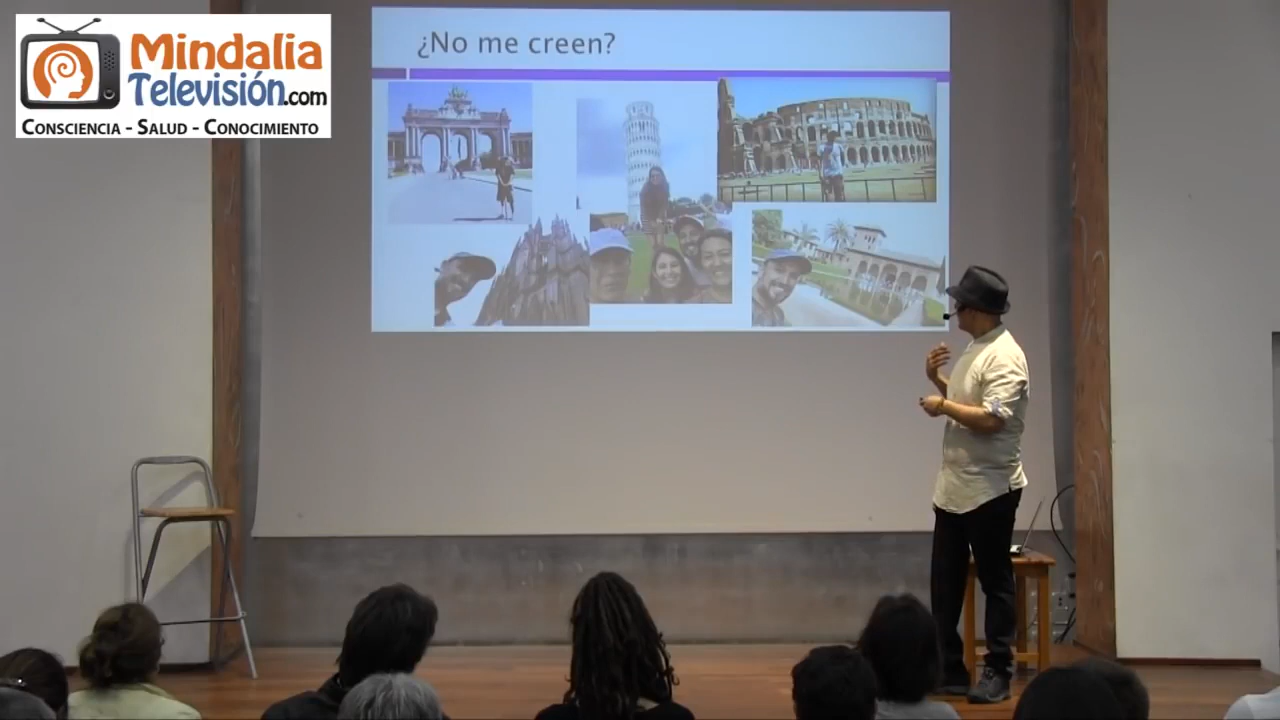 Mindalia
Televisión.com
CONSCIENCIA - SALUD - CONOCIMIENTO
¿No me creen?